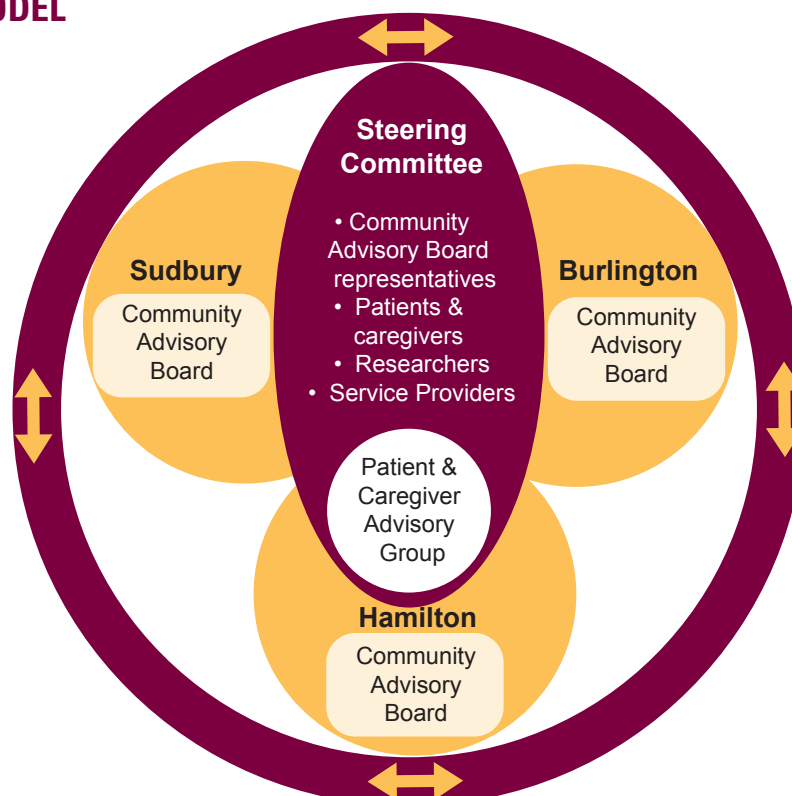 Steering
Committee
• Community
Advisory Board
representatives
• Patients &
caregivers
• Researchers
• Service Providers
Sudbury
Community
Advisory
Board
Burlington
Community
Advisory
Board
Patient &
Caregiver
Advisory
Group
Hamilton
Community
Advisory
Board